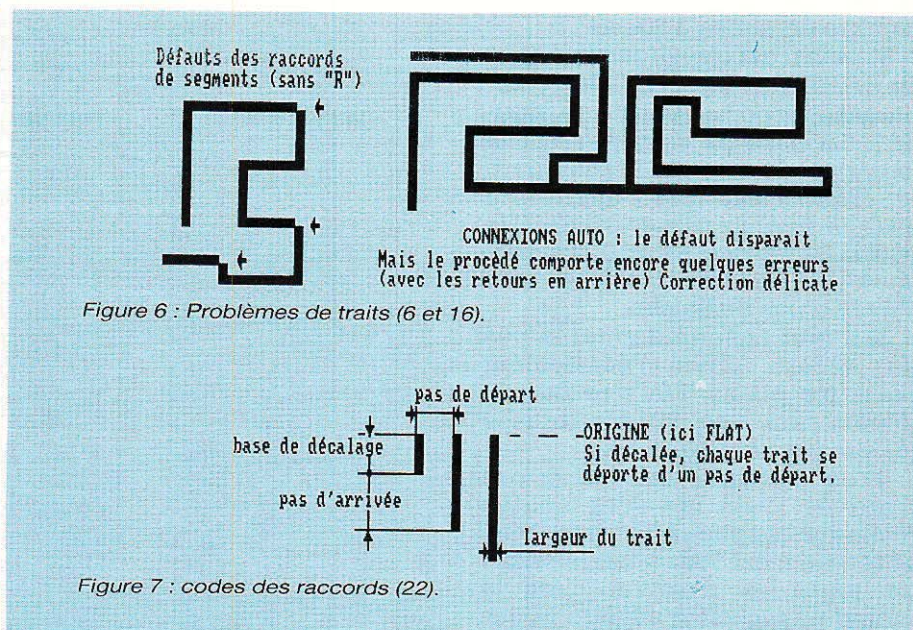 Défauts des raccords
de segments (sans "R")
CONNEXIONS AUTO : le défaut disparait
Mais le procèdé comporte encore quelques erreurs
(avec les retours en arrière) Correction délicate
Figure 6 : Problèmes de traits (6 et 16).
pas de départ
base de décalage
pas d'arrivée
ORIGINE (ici FLAT)
Si décalée, chaque trait se
déporte d'un pas de départ.
largeur du trait
Figure 7 : codes des raccords (22).